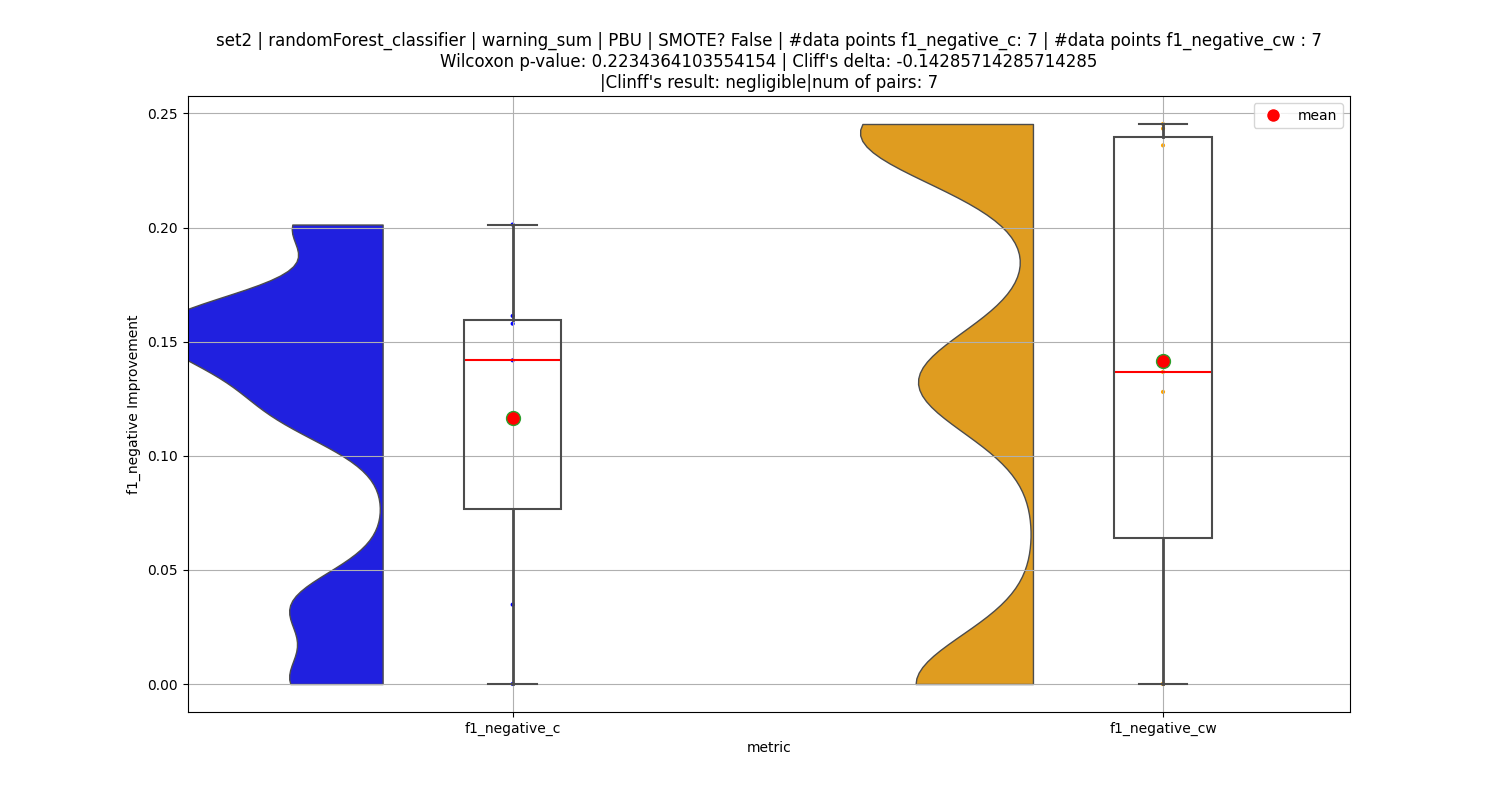 set2 | randomForest_classifier | warning_sum | PBU | SMOTE? False | #data points f1_negative_c: 7 | #data points f1_negative_cw : 7
Wilcoxon p-value: 0.2234364103554154 | Cliff's delta: -0.14285714285714285
|Clinff's result: negligible|num of pairs: 7
mean
0.25
0.20
0.15
0.10
0.05
0.00
f1_negative Improvement
f1_negative_c
f1_negative_cw
metric